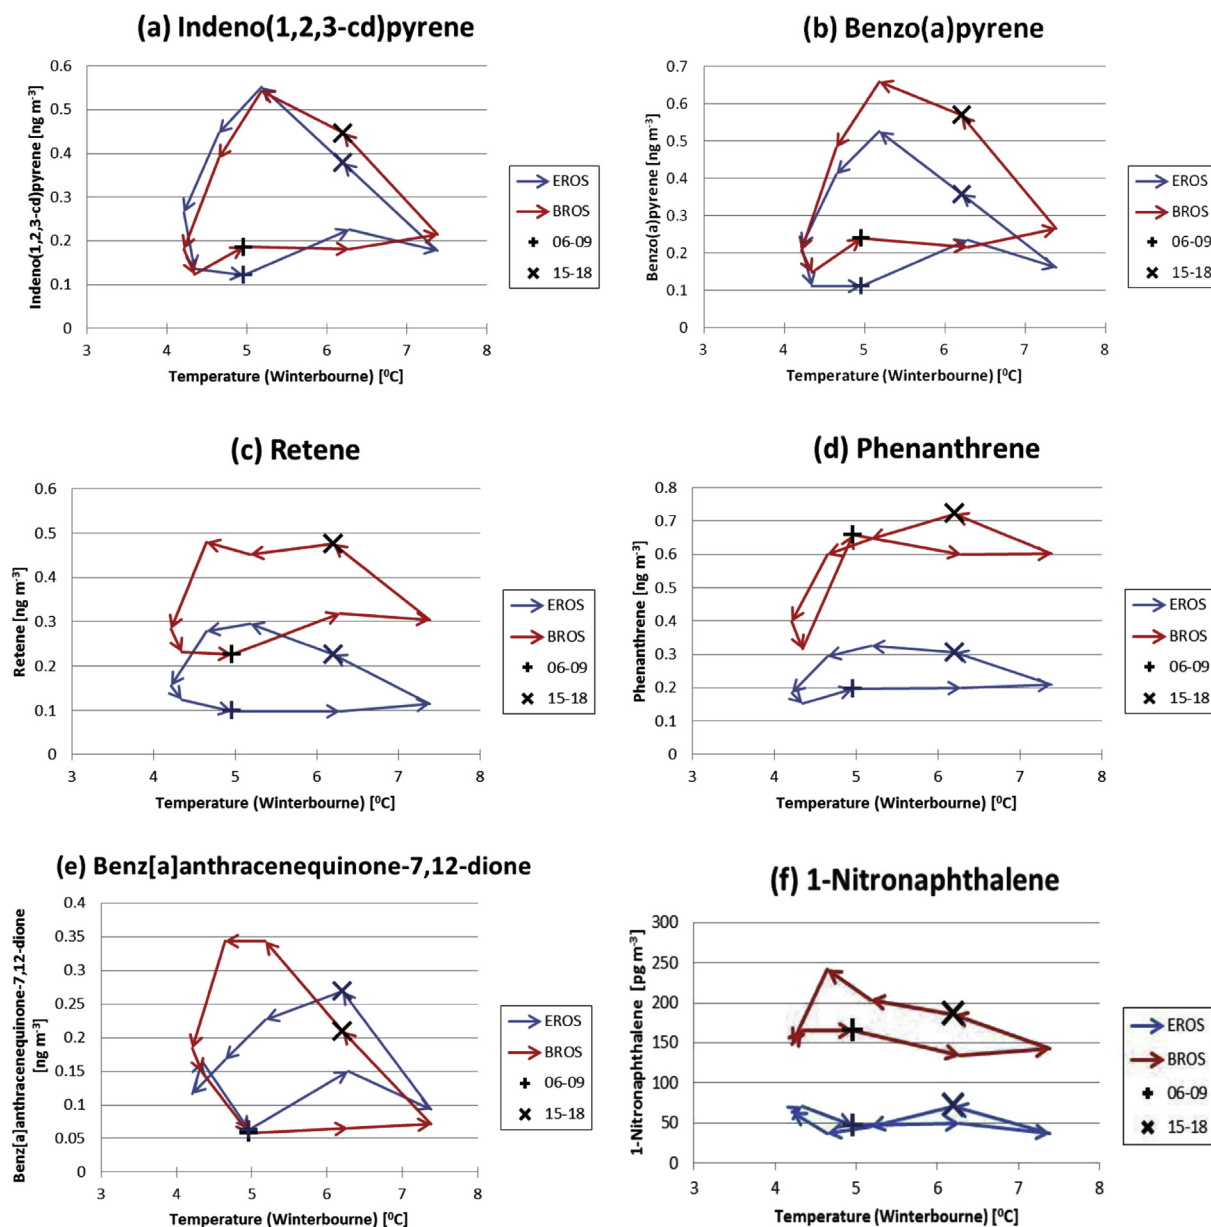 (a) Indeno(1,2,3-cd)pyrene
Indeno(1,2,3-cd)pyrene [ng m⁻³]
0.6
0.5
0.4
0.3
0.2
0.1
0
3 4 5 6 7 8
Temperature (Winterbourne) [⁰C]
EROS
BROS
06-09
15-18
(b) Benzo(a)pyrene
Benzo(a)pyrene [ng m⁻³]
0.7
0.6
0.5
0.4
0.3
0.2
0.1
0
3 4 5 6 7 8
Temperature (Winterbourne) [⁰C]
EROS
BROS
06-09
15-18
(c) Retene
Retene [ng m⁻³]
0.6
0.5
0.4
0.3
0.2
0.1
0
3 4 5 6 7 8
Temperature (Winterbourne) [⁰C]
EROS
BROS
06-09
15-18
(d) Phenanthrene
Phenanthrene [ng m⁻³]
0.8
0.7
0.6
0.5
0.4
0.3
0.2
0.1
0
3 4 5 6 7 8
Temperature (Winterbourne) [⁰C]
EROS
BROS
06-09
15-18
(e) Benz[a]anthracenequinone-7,12-dione
Benz[a]anthracenequinone-7,12-dione
[ng m⁻³]
0.4
0.35
0.3
0.25
0.2
0.15
0.1
0.05
0
3 4 5 6 7 8
Temperature (Winterbourne) [⁰C]
EROS
BROS
06-09
15-18
(f) 1-Nitronaphthalene
1-Nitronaphthalene [pg m⁻³]
300
250
200
150
100
50
0
3 4 5 6 7 8
Temperature (Winterbourne) [⁰C]
EROS
BROS
06-09
15-18